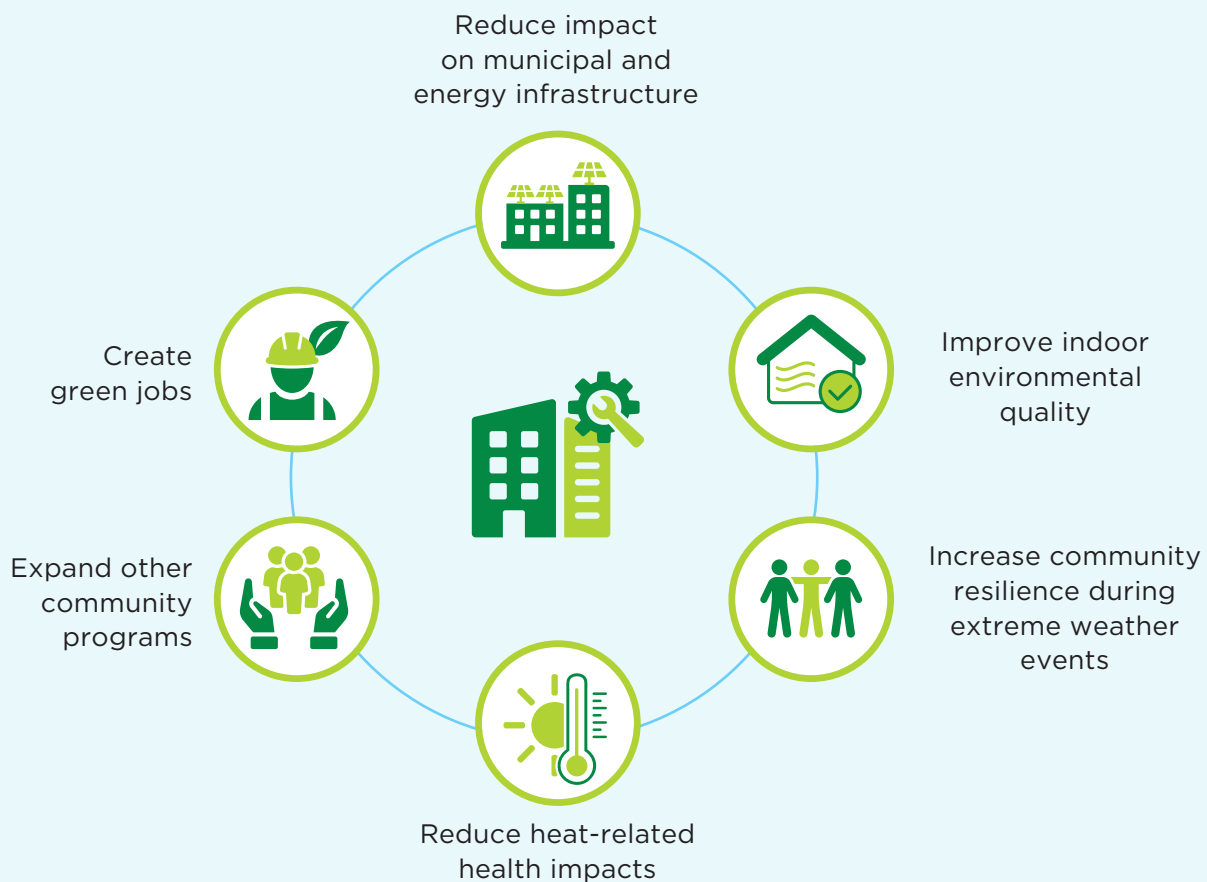 Reduce impact
on municipal and
energy infrastructure
Improve indoor
environmental
quality
Increase community
resilience during
extreme weather
events
Reduce heat-related
health impacts
Expand other
community
programs
Create
green jobs